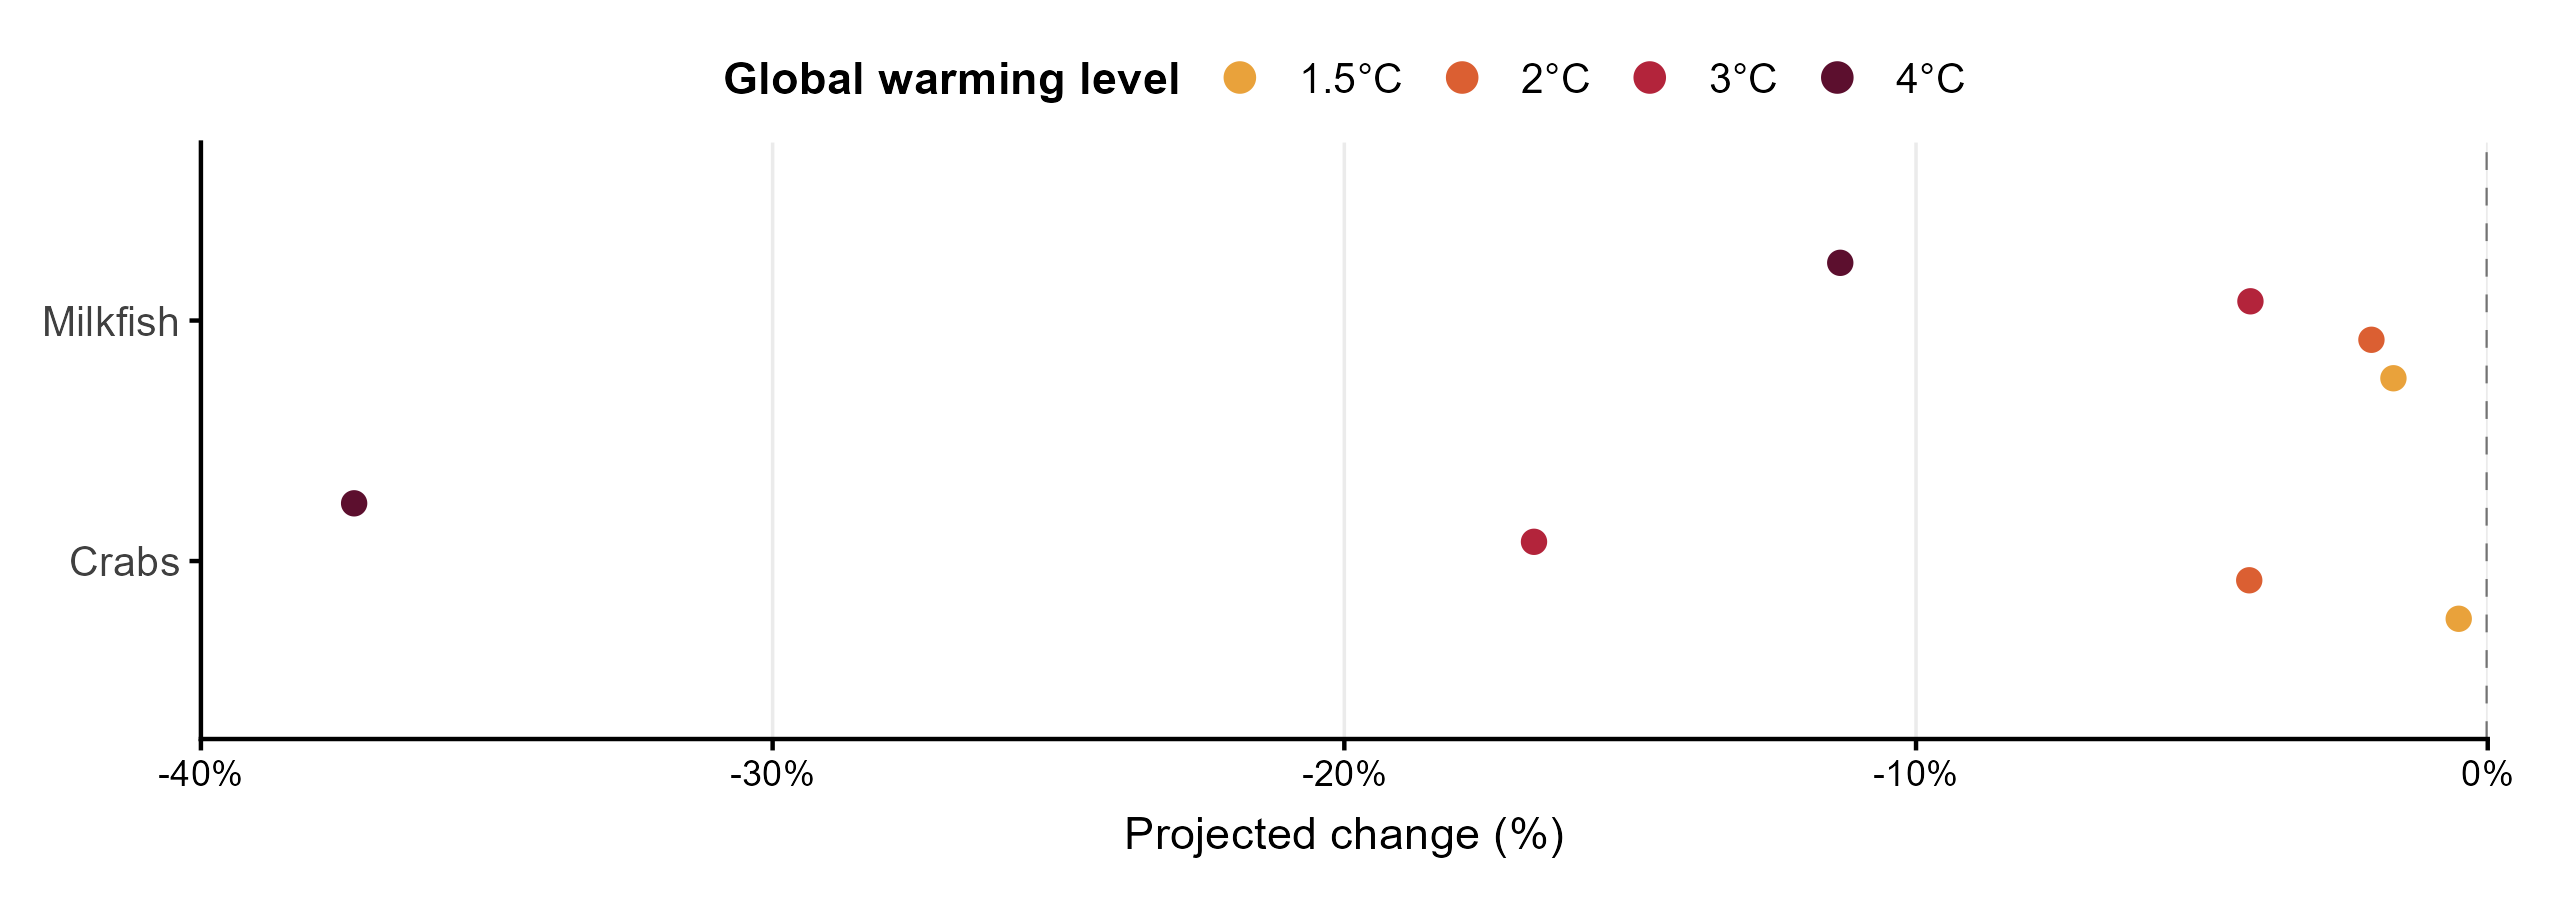 Global warming level 1.5°C 2°C 3°C 4°C
Milkfish
Crabs
-40% -30% -20% -10% 0%
Projected change (%)